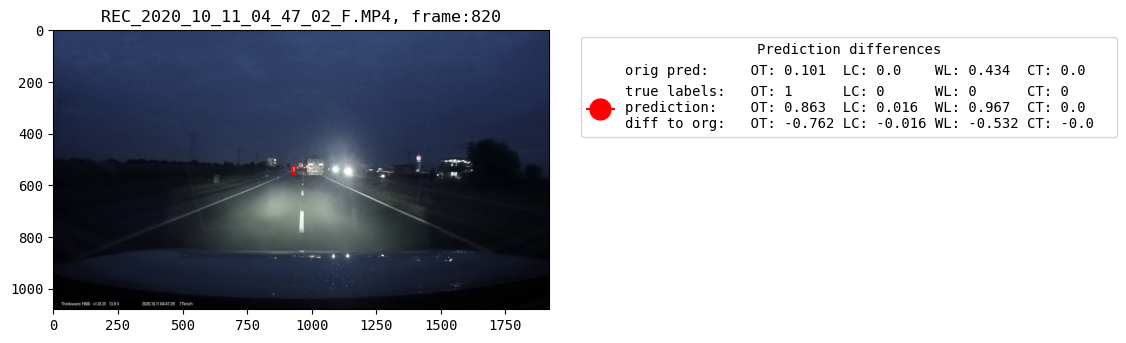 REC_2020_10_11_04_47_02_F.MP4, frame:820
0
200
400
600
800
1000
0 250 500 750 1000 1250 1500 1750
Prediction differences
orig pred: OT: 0.101 LC: 0.0 WL: 0.434 CT: 0.0
true labels: OT: 1 LC: 0 WL: 0 CT: 0
prediction: OT: 0.863 LC: 0.016 WL: 0.967 CT: 0.0
diff to org: OT: -0.762 LC: -0.016 WL: -0.532 CT: -0.0